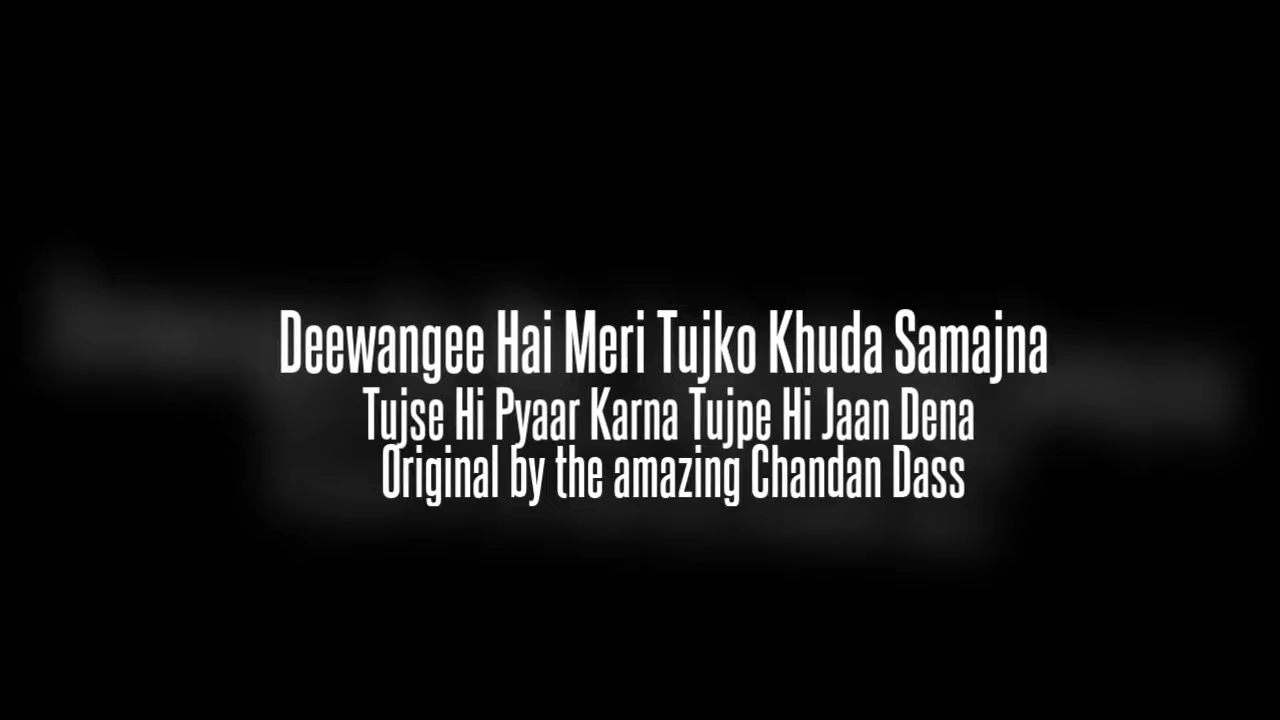 Deewangee Hai Meri Tujko Khuda Samajna
Tujse Hi Pyaar Karna Tujpe Hi Jaan Dena
Original by the amazing Chandan Dass